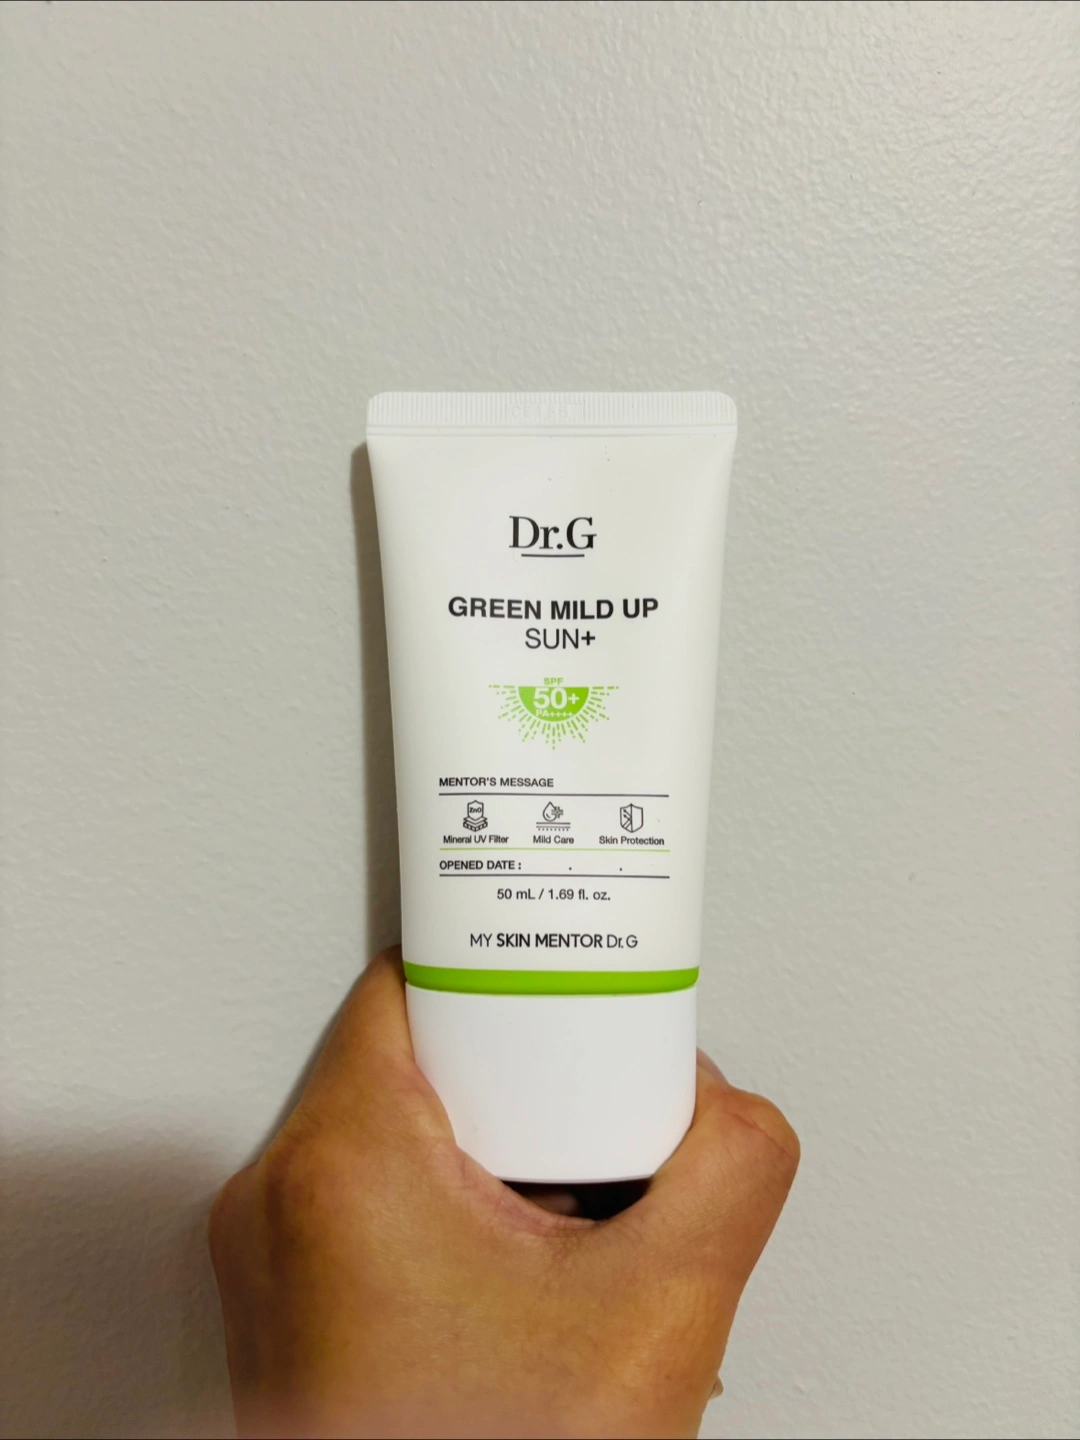 Dr.G
GREEN MILD UP
SUN+
SPF
50+
PA++++
MENTOR'S MESSAGE
ZnO
Mineral UV Filter Mild Care Skin Protection
OPENED DATE : . .
50 mL / 1.69 fl. oz.
MY SKIN MENTOR Dr.G